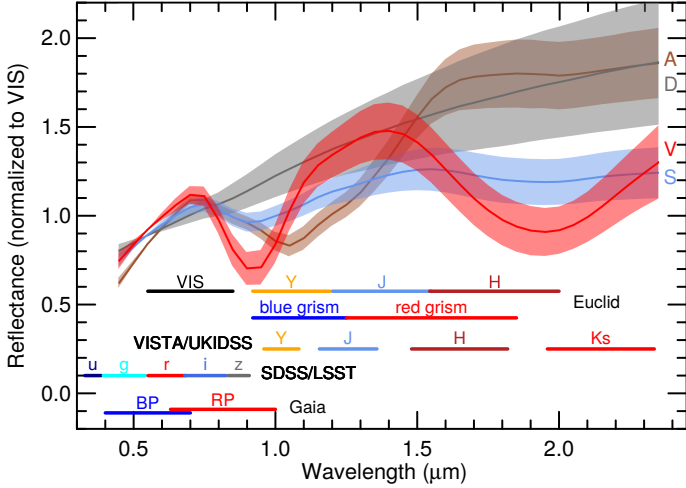 Reflectance (normalized to VIS)
2.0
1.5
1.0
0.5
0.0
A
D
V
S
VIS Y J H
Euclid
blue grism red grism
VISTA/UKIDSS Y J H Ks
u g r i z SDSS/LSST
BP RP Gaia
0.5 1.0 1.5 2.0
Wavelength (μm)